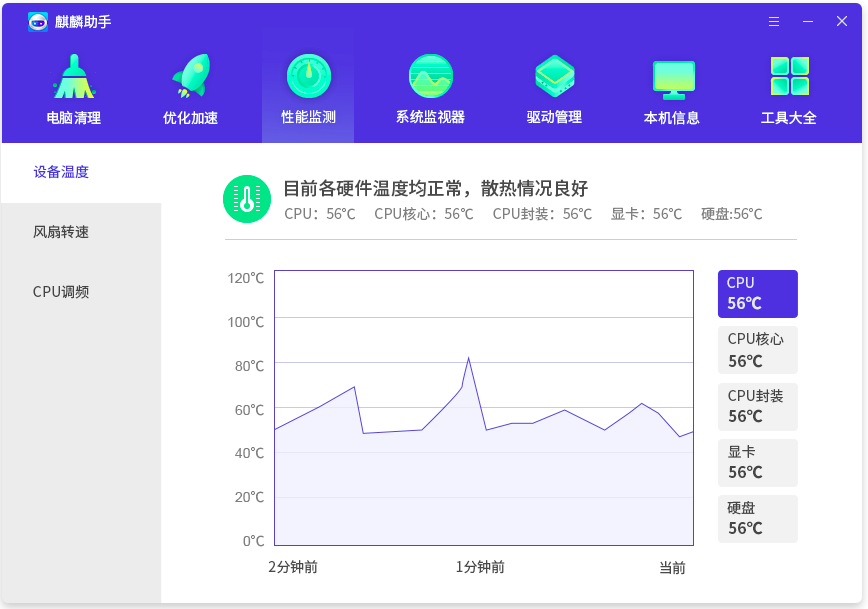 麒麟助手
电脑清理 优化加速 性能监测 系统监视器 驱动管理 本机信息 工具大全
设备温度
风扇转速
CPU调频
目前各硬件温度均正常，散热情况良好
CPU：56℃ CPU核心：56℃ CPU封装：56℃ 显卡：56℃ 硬盘:56℃
120℃
100℃
80℃
60℃
40℃
20℃
0℃
2分钟前 1分钟前 当前
CPU
56℃
CPU核心
56℃
CPU封装
56℃
显卡
56℃
硬盘
56℃